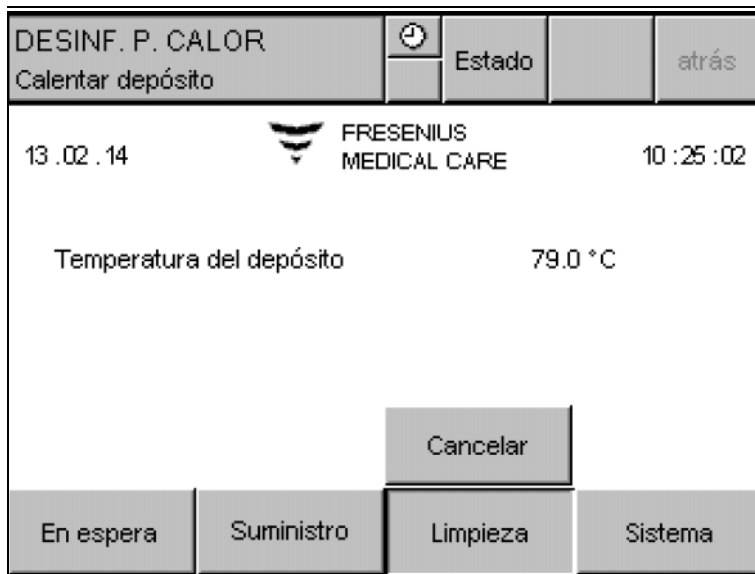 DESINF. P. CALOR
Calentar depósito
Estado
atrás
13 .02 .14
FRESENIUS
MEDICAL CARE
10 :25 :02
Temperatura del depósito 79.0 °C
Cancelar
En espera
Suministro
Limpieza
Sistema